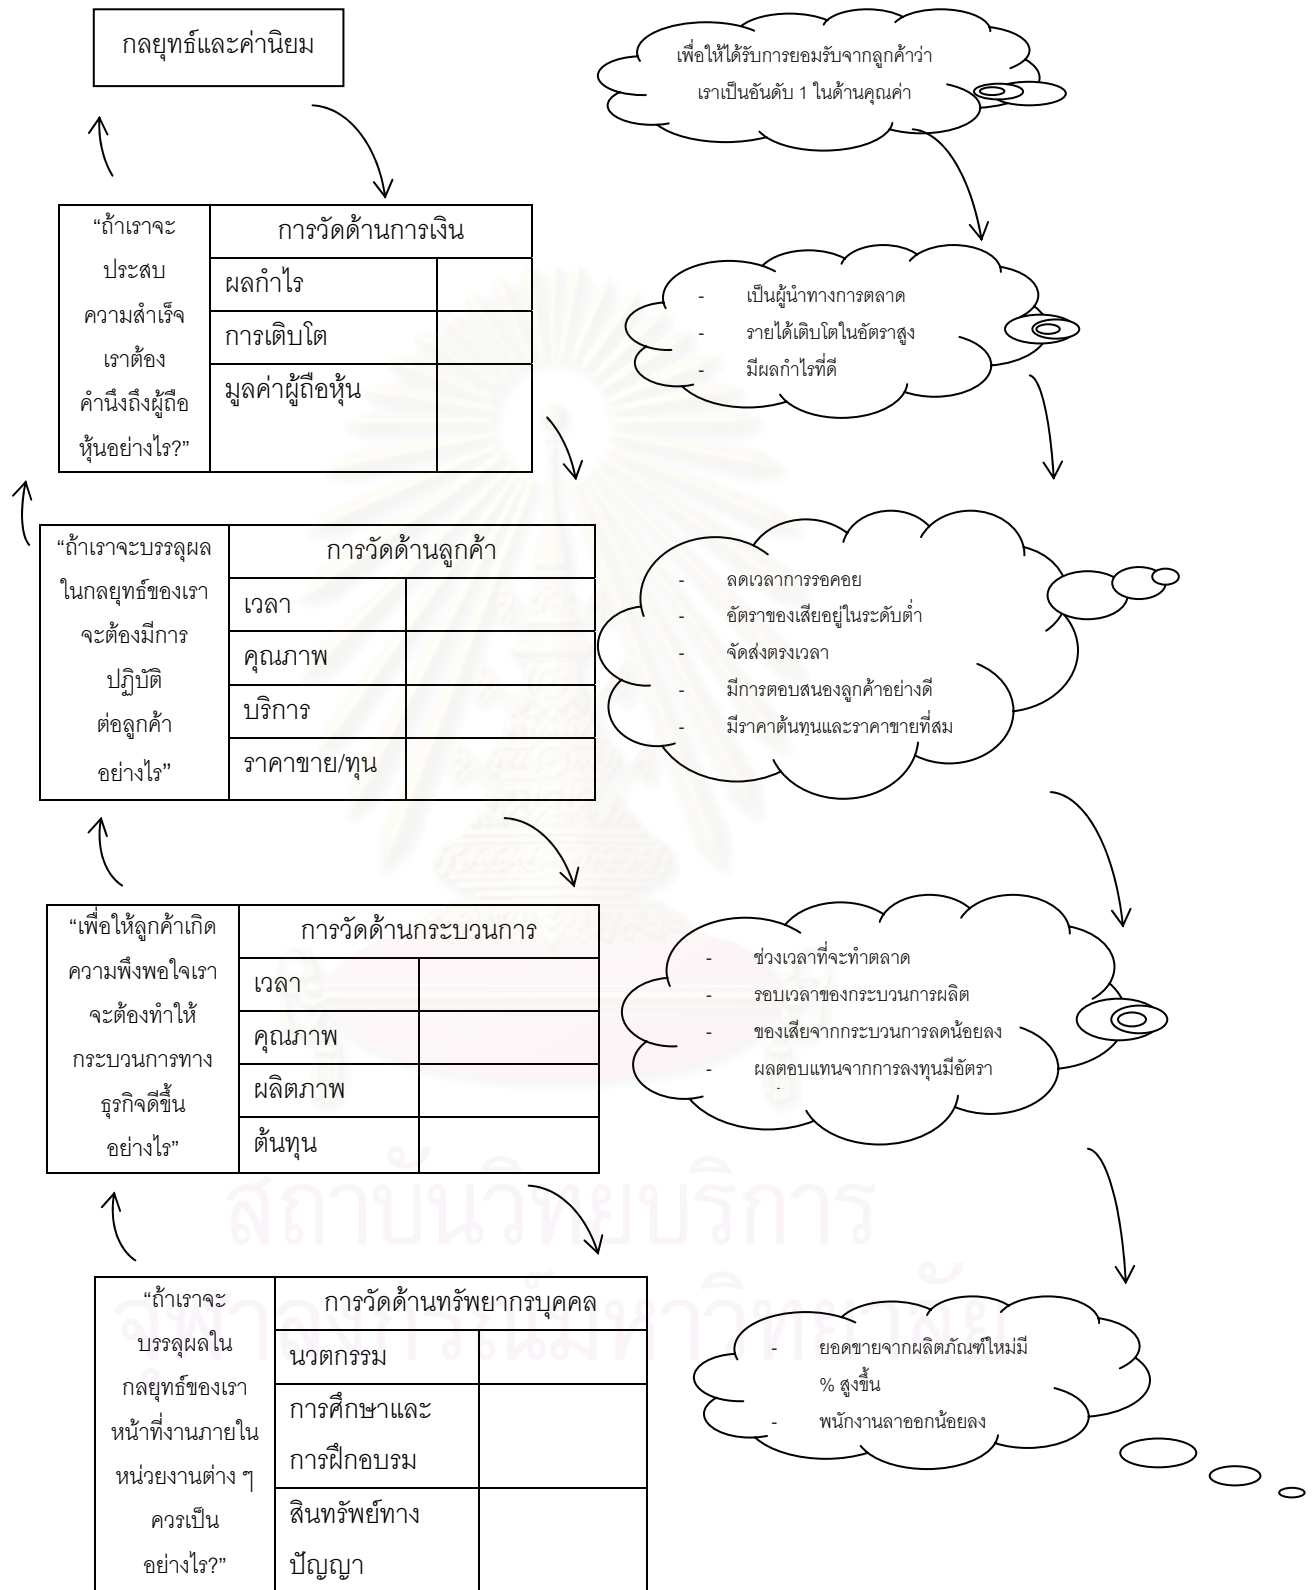 กลยุทธ์และค่านิยม
เพื่อให้ได้รับการยอมรับจากลูกค้าว่า
เราเป็นอันดับ 1 ในด้านคุณค่า
“ถ้าเราจะ
ประสบ
ความสำเร็จ
เราต้อง
คำนึงถึงผู้ถือ
หุ้นอย่างไร?”
การวัดด้านการเงิน
ผลกำไร
การเติบโต
มูลค่าผู้ถือหุ้น
- เป็นผู้นำทางการตลาด
- รายได้เติบโตในอัตราสูง
- มีผลกำไรที่ดี
“ถ้าเราจะบรรลุผล
ในกลยุทธ์ของเรา
จะต้องมีการ
ปฏิบัติ
ต่อลูกค้า
อย่างไร”
การวัดด้านลูกค้า
เวลา
คุณภาพ
บริการ
ราคาขาย/ทุน
- ลดเวลาการรอคอย
- อัตราของเสียอยู่ในระดับต่ำ
- จัดส่งตรงเวลา
- มีการตอบสนองลูกค้าอย่างดี
- มีราคาต้นทุนและราคาขายที่สม
“เพื่อให้ลูกค้าเกิด
ความพึงพอใจเรา
จะต้องทำให้
กระบวนการทาง
ธุรกิจดีขึ้น
อย่างไร”
การวัดด้านกระบวนการ
เวลา
คุณภาพ
ผลิตภาพ
ต้นทุน
- ช่วงเวลาที่จะทำตลาด
- รอบเวลาของกระบวนการผลิต
- ของเสียจากกระบวนการลดน้อยลง
- ผลตอบแทนจากการลงทุนมีอัตรา
สถาบันวิทยบริการ
จุฬาลงกรณ์มหาวิทยาลัย
“ถ้าเราจะ
บรรลุผลใน
กลยุทธ์ของเรา
หน้าที่งานภายใน
หน่วยงานต่าง ๆ
ควรเป็น
อย่างไร?”
การวัดด้านทรัพยากรบุคคล
นวตกรรม
การศึกษาและ
การฝึกอบรม
สินทรัพย์ทาง
ปัญญา
- ยอดขายจากผลิตภัณฑ์ใหม่มี
% สูงขึ้น
- พนักงานลาออกน้อยลง